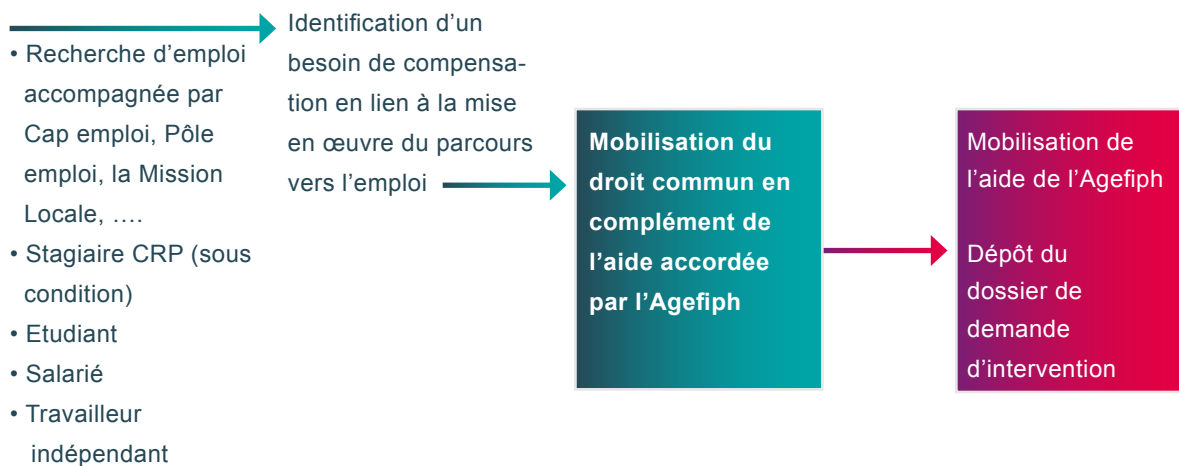 • Recherche d’emploi
accompagnée par
Cap emploi, Pôle
emploi, la Mission
Locale, ….
• Stagiaire CRP (sous
condition)
• Etudiant
• Salarié
• Travailleur
indépendant
Identification d’un
besoin de compensa-
tion en lien à la mise
en œuvre du parcours
vers l’emploi
Mobilisation du
droit commun en
complément de
l’aide accordée
par l’Agefiph
Mobilisation de
l’aide de l’Agefiph
Dépôt du
dossier de
demande
d’intervention